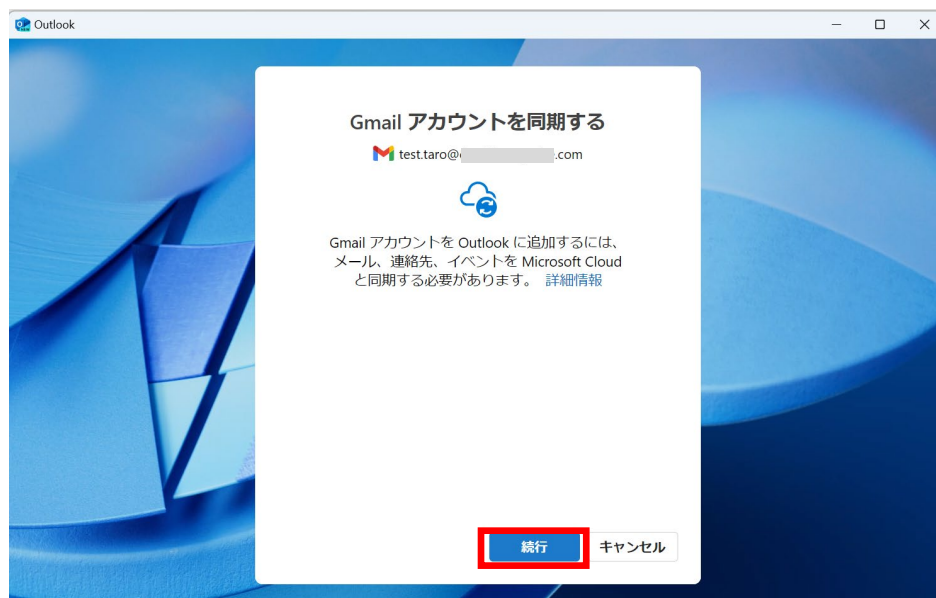 Outlook
Gmail アカウントを同期する
test.taro@ .com
Gmail アカウントを Outlook に追加するには、
メール、連絡先、イベントを Microsoft Cloud
と同期する必要があります。 詳細情報
続行 キャンセル